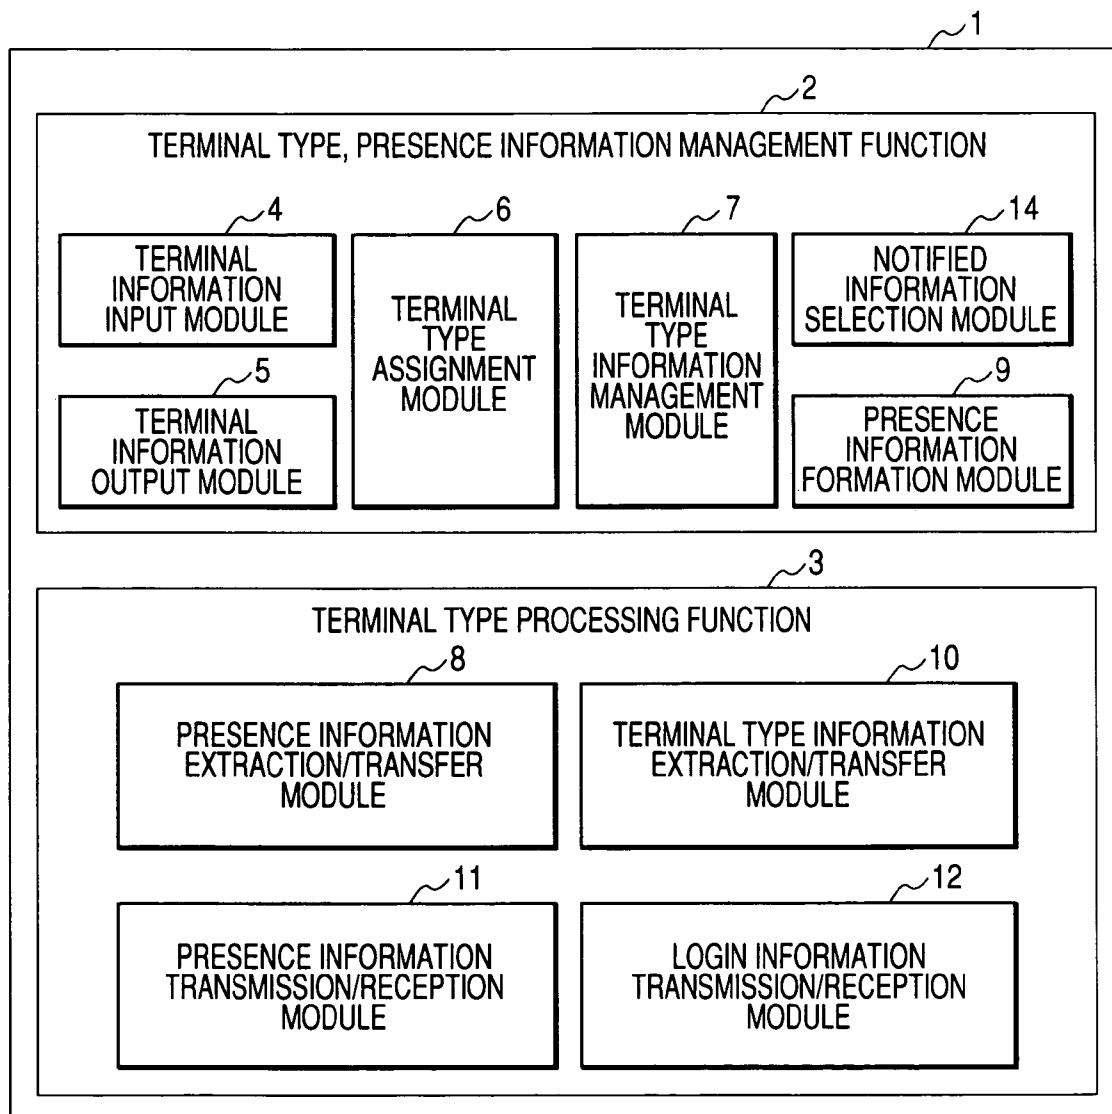 1
2
TERMINAL TYPE, PRESENCE INFORMATION MANAGEMENT FUNCTION
4
TERMINAL
INFORMATION
INPUT MODULE
5
TERMINAL
INFORMATION
OUTPUT MODULE
6
TERMINAL
TYPE
ASSIGNMENT
MODULE
7
TERMINAL
TYPE
INFORMATION
MANAGEMENT
MODULE
14
NOTIFIED
INFORMATION
SELECTION MODULE
9
PRESENCE
INFORMATION
FORMATION MODULE
3
TERMINAL TYPE PROCESSING FUNCTION
8
PRESENCE INFORMATION
EXTRACTION/TRANSFER
MODULE
10
TERMINAL TYPE INFORMATION
EXTRACTION/TRANSFER
MODULE
11
PRESENCE INFORMATION
TRANSMISSION/RECEPTION
MODULE
12
LOGIN INFORMATION
TRANSMISSION/RECEPTION
MODULE